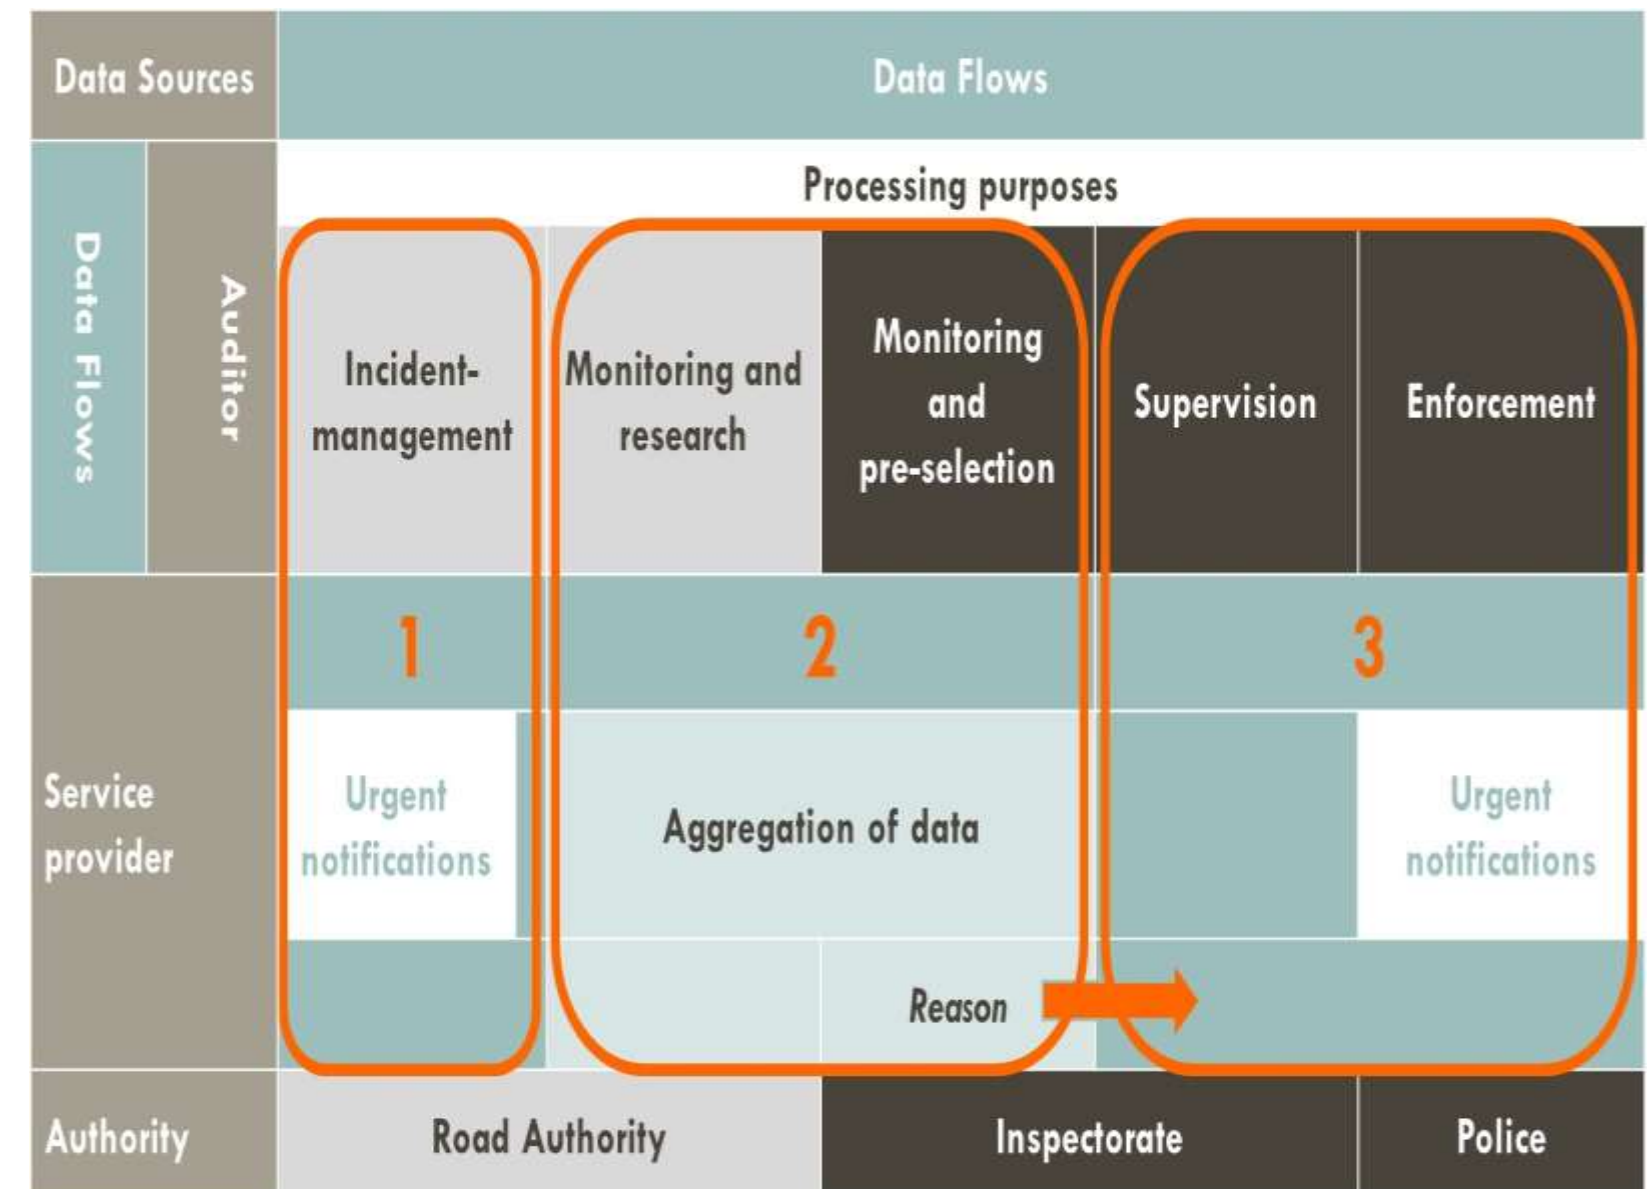 Data Sources
Data Flows
Processing purposes
Data Flows
Auditor
Incident-
management
Monitoring and
research
Monitoring
and
pre-selection
Supervision
Enforcement
1
2
3
Service
provider
Urgent
notifications
Aggregation of data
Urgent
notifications
Reason
Authority
Road Authority
Inspectorate
Police